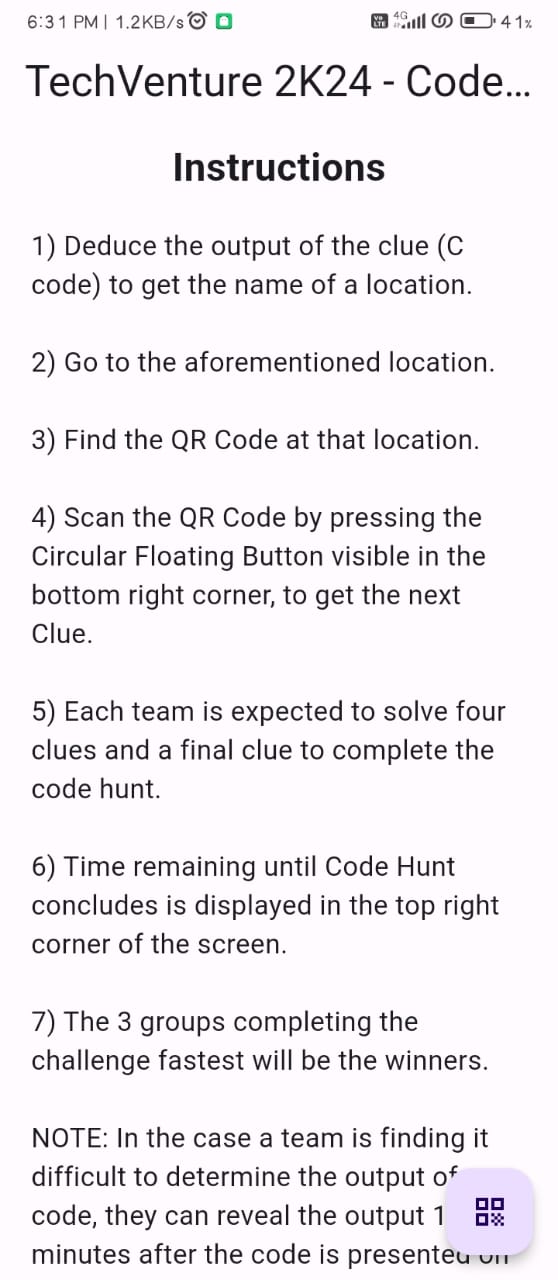 6:31 PM | 1.2KB/s
Vo LTE 4G 41%
TechVenture 2K24 - Code...
Instructions
1) Deduce the output of the clue (C
code) to get the name of a location.
2) Go to the aforementioned location.
3) Find the QR Code at that location.
4) Scan the QR Code by pressing the
Circular Floating Button visible in the
bottom right corner, to get the next
Clue.
5) Each team is expected to solve four
clues and a final clue to complete the
code hunt.
6) Time remaining until Code Hunt
concludes is displayed in the top right
corner of the screen.
7) The 3 groups completing the
challenge fastest will be the winners.
NOTE: In the case a team is finding it
difficult to determine the output of
code, they can reveal the output 1
minutes after the code is presented on